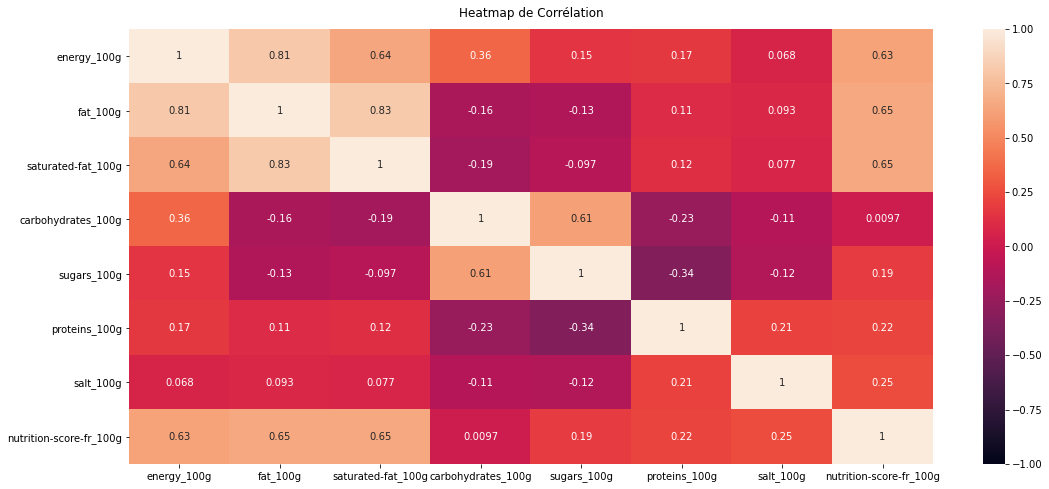 Heatmap de Corrélation
energy_100g 1 0.81 0.64 0.36 0.15 0.17 0.068 0.63
fat_100g 0.81 1 0.83 -0.16 -0.13 0.11 0.093 0.65
saturated-fat_100g 0.64 0.83 1 -0.19 -0.097 0.12 0.077 0.65
carbohydrates_100g 0.36 -0.16 -0.19 1 0.61 -0.23 -0.11 0.0097
sugars_100g 0.15 -0.13 -0.097 0.61 1 -0.34 -0.12 0.19
proteins_100g 0.17 0.11 0.12 -0.23 -0.34 1 0.21 0.22
salt_100g 0.068 0.093 0.077 -0.11 -0.12 0.21 1 0.25
nutrition-score-fr_100g 0.63 0.65 0.65 0.0097 0.19 0.22 0.25 1
energy_100g fat_100g saturated-fat_100g carbohydrates_100g sugars_100g proteins_100g salt_100g nutrition-score-fr_100g
1.00
0.75
0.50
0.25
0.00
−0.25
−0.50
−0.75
−1.00